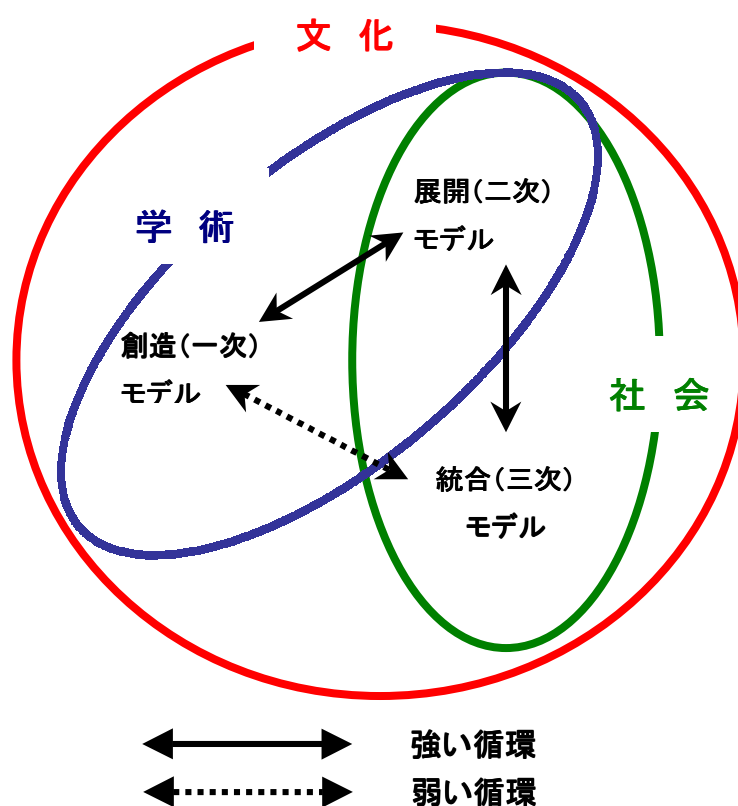 文 化
展開(二次)
モデル
学 術
創造(一次)
モデル
社 会
統合(三次)
モデル
強い循環
弱い循環